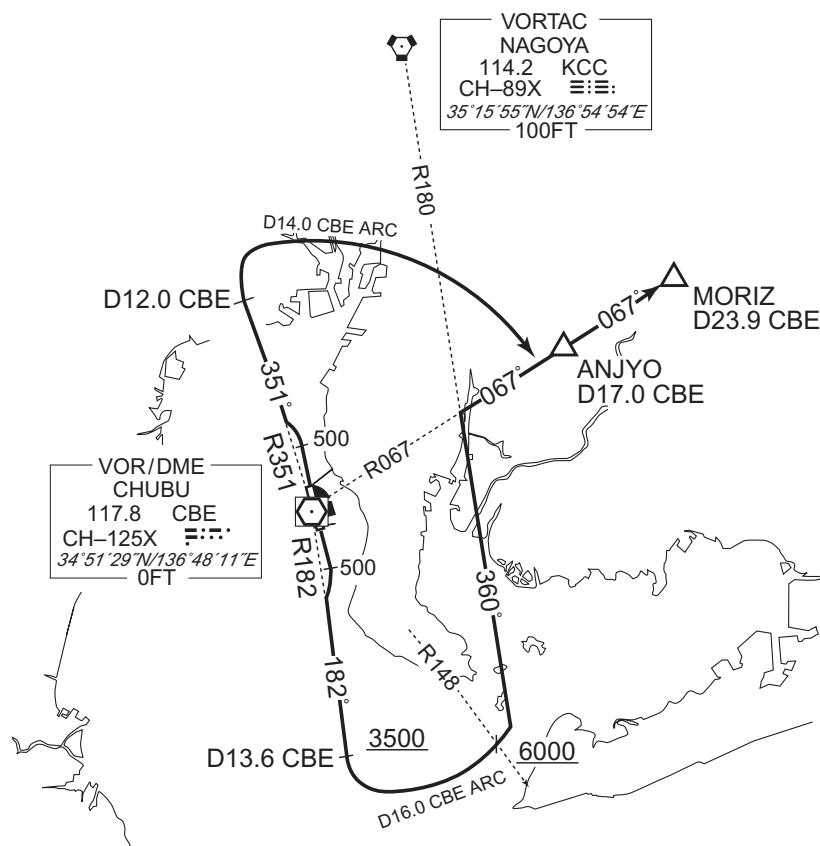 VORTAC
NAGOYA
114.2 KCC
CH–89X
35°15´55˝N/136°54´54˝E
100FT
R180
D14.0 CBE ARC
D12.0 CBE
067°
MORIZ
D23.9 CBE
ANJYO
D17.0 CBE
067°
351°
500
R351
R067
VOR/DME
CHUBU
117.8 CBE
CH–125X
34°51´29˝N/136°48´11˝E
0FT
R182
500
360°
R148
182°
3500
6000
D13.6 CBE
D16.0 CBE ARC